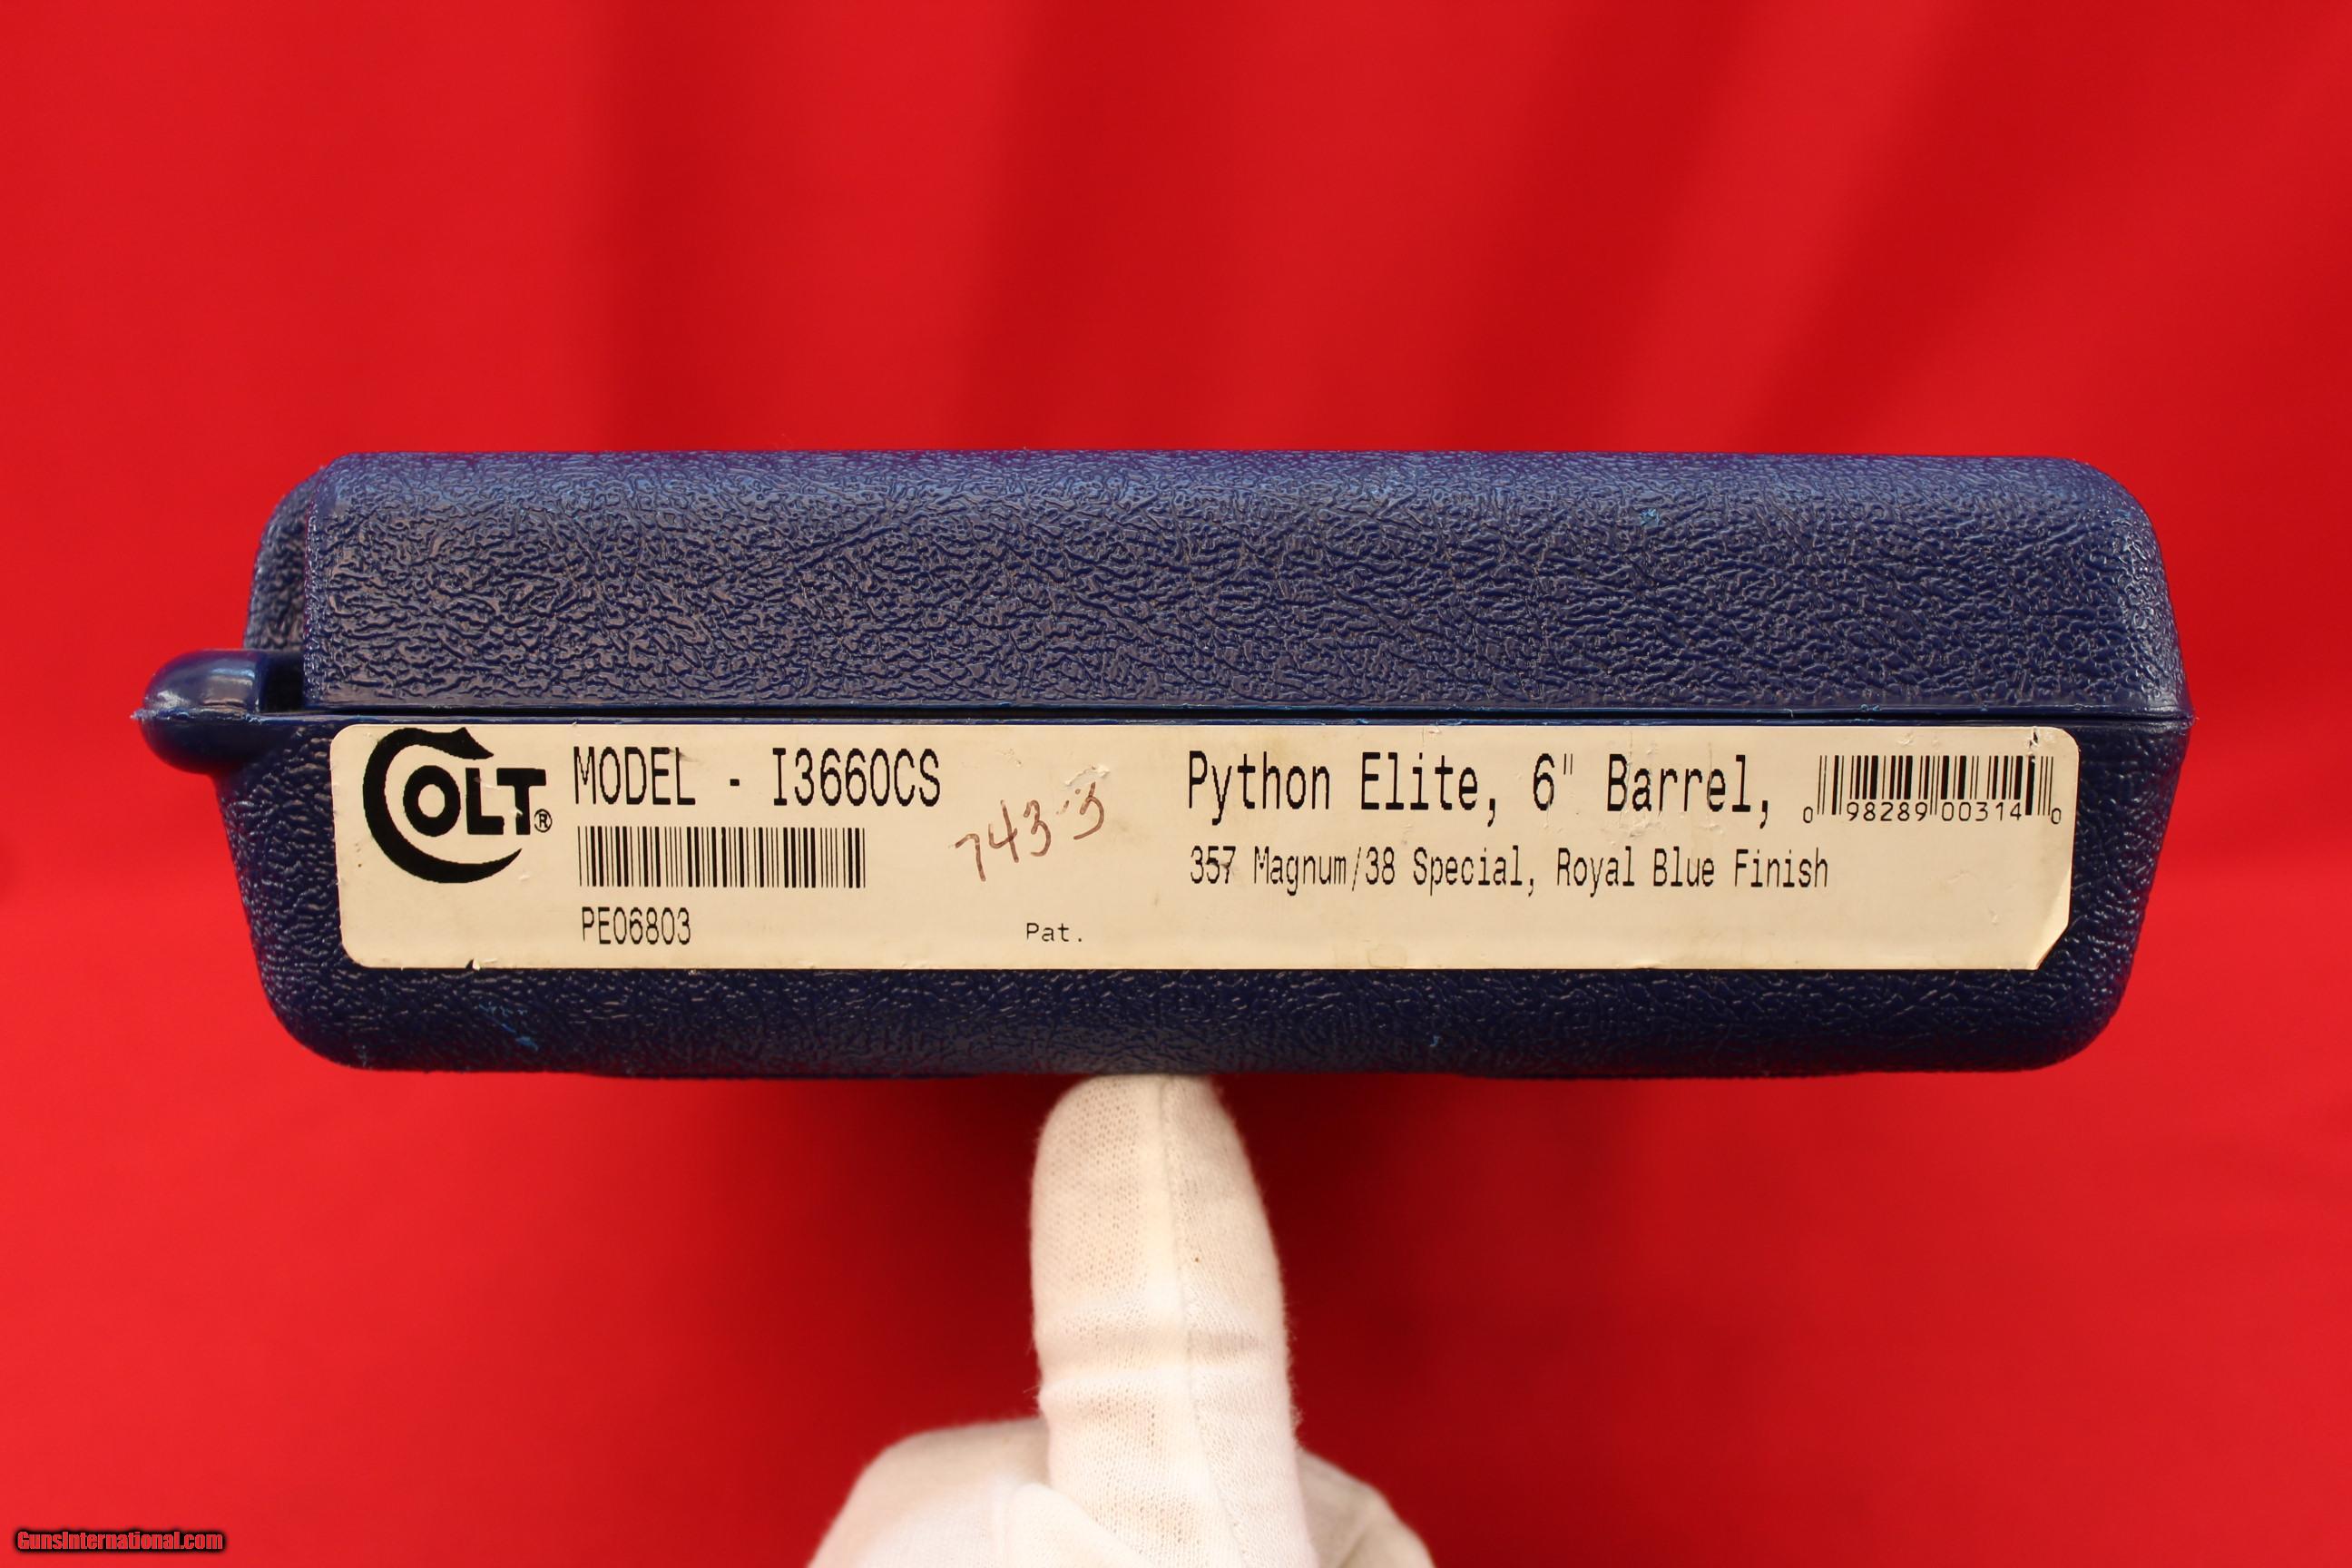 COLT®
MODEL - I3660CS
PE06803
743-3
Pat.
Python Elite, 6" Barrel,
357 Magnum/38 Special, Royal Blue Finish
0 98289 00314 0
GunsInternational.com